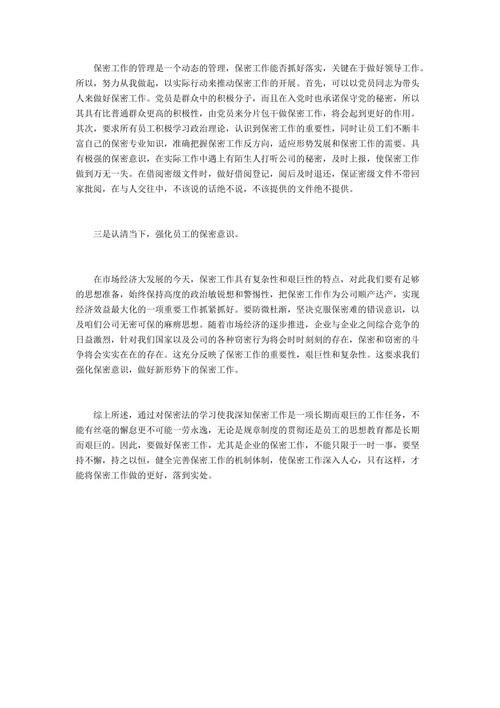 保密工作的管理是一个动态的管理，保密工作能否抓好落实，关键在于做好领导工作。
所以，努力从我做起，以实际行动来推动保密工作的开展。首先，可以以党员同志为带头
人来做好保密工作。党员是群众中的积极分子，而且在入党时也承诺保守党的秘密，所以
其具有比普通群众更高的积极性，由党员来分片包干做保密工作，将会起到更好的作用。
其次，要求所有员工积极学习政治理论，认识到保密工作的重要性，同时让员工们不断丰
富自己的保密专业知识，准确把握保密工作反方向，适应形势发展和保密工作的需要。具
有极强的保密意识，在实际工作中遇上有陌生人打听公司的秘密，及时上报，使保密工作
做到万无一失。在借阅密级文件时，做好借阅登记，阅后及时退还，保证密级文件不带回
家批阅，在与人交往中，不该说的话绝不说，不该提供的文件绝不提供。
三是认清当下，强化员工的保密意识。
在市场经济大发展的今天，保密工作具有复杂性和艰巨性的特点，对此我们要有足够
的思想准备，始终保持高度的政治敏锐想和警惕性，把保密工作作为公司顺产达产，实现
经济效益最大化的一项重要工作抓紧抓好。要防微杜渐，坚决克服保密难的错误意识，以
及咱们公司无密可保的麻痹思想。随着市场经济的逐步推进，企业与企业之间综合竞争的
日益激烈，针对我们国家以及公司的各种窃密行为将会时时刻刻的存在，保密和窃密的斗
争将会实实在在的存在。这充分反映了保密工作的重要性，艰巨性和复杂性。这要求我们
强化保密意识，做好新形势下的保密工作。
综上所述，通过对保密法的学习使我深知保密工作是一项长期而艰巨的工作任务，不
能有丝毫的懈怠更不可能一劳永逸，无论是规章制度的贯彻还是员工的思想教育都是长期
而艰巨的。因此，要做好保密工作，尤其是企业的保密工作，不能只限于一时一事，要坚
持不懈，持之以恒，健全完善保密工作的机制体制，使保密工作深入人心，只有这样，才
能将保密工作做的更好，落到实处。